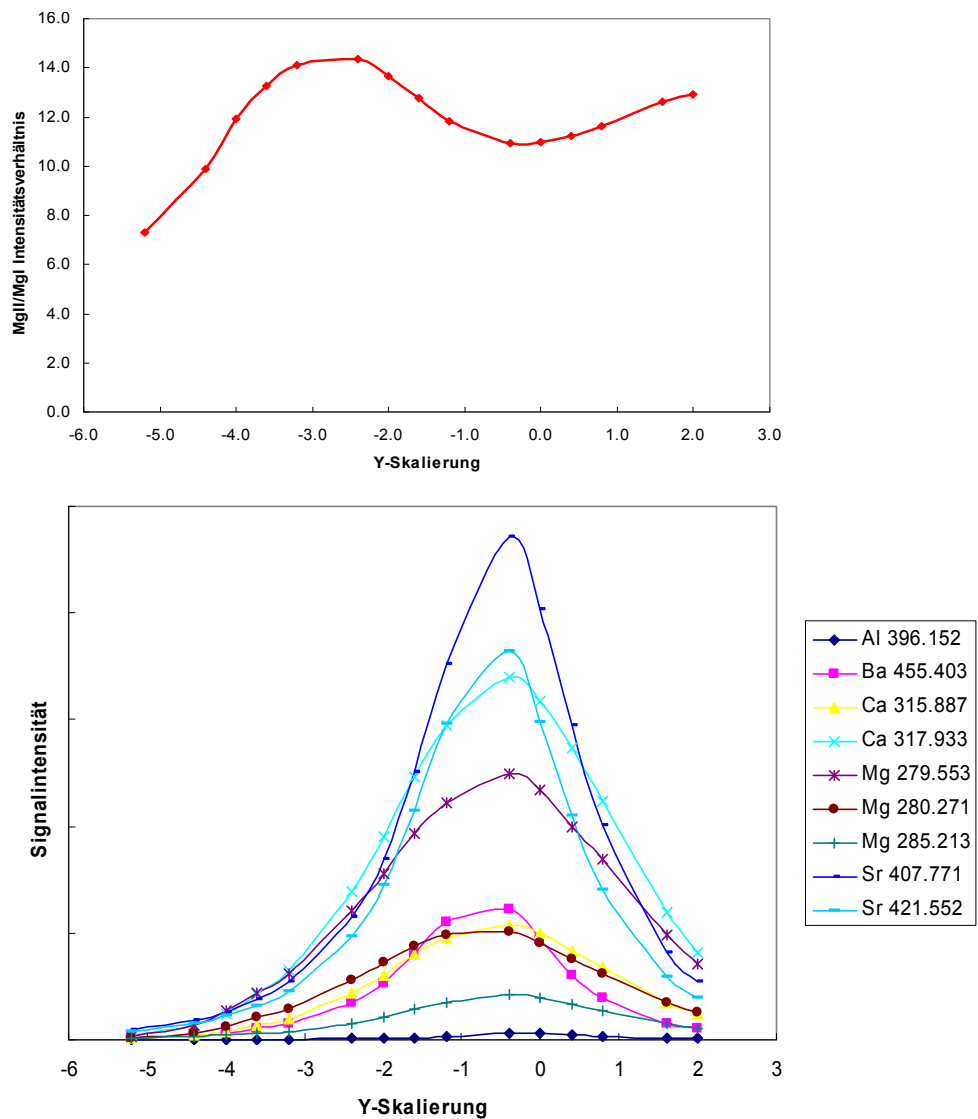 16.0
14.0
12.0
10.0
8.0
6.0
4.0
2.0
0.0
MgII/MgI Intensitätsverhältnis
-6.0 -5.0 -4.0 -3.0 -2.0 -1.0 0.0 1.0 2.0 3.0
Y-Skalierung
Signalintensität
-6 -5 -4 -3 -2 -1 0 1 2 3
Y-Skalierung
Al 396.152
Ba 455.403
Ca 315.887
Ca 317.933
Mg 279.553
Mg 280.271
Mg 285.213
Sr 407.771
Sr 421.552